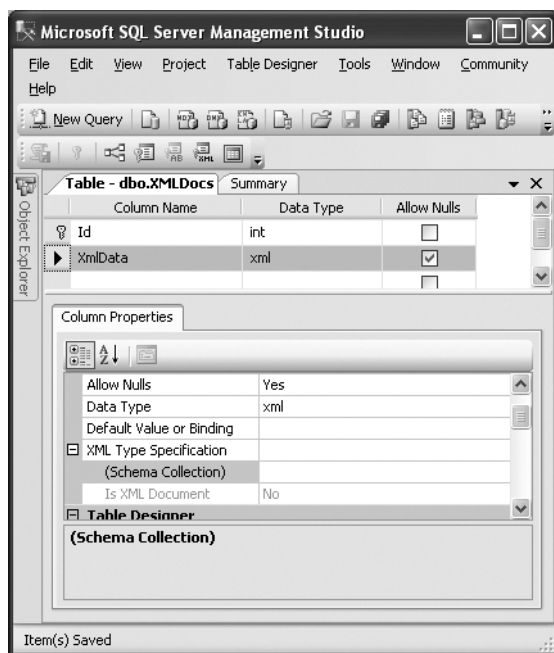 Microsoft SQL Server Management Studio
File Edit View Project Table Designer Tools Window Community
Help
New Query
Object Explorer
Table - dbo.XMLDocs Summary
Column Name Data Type Allow Nulls
Id int
XmlData xml
Column Properties
Allow Nulls Yes
Data Type xml
Default Value or Binding
XML Type Specification
(Schema Collection)
Is XML Document No
Table Designer
(Schema Collection)
Item(s) Saved